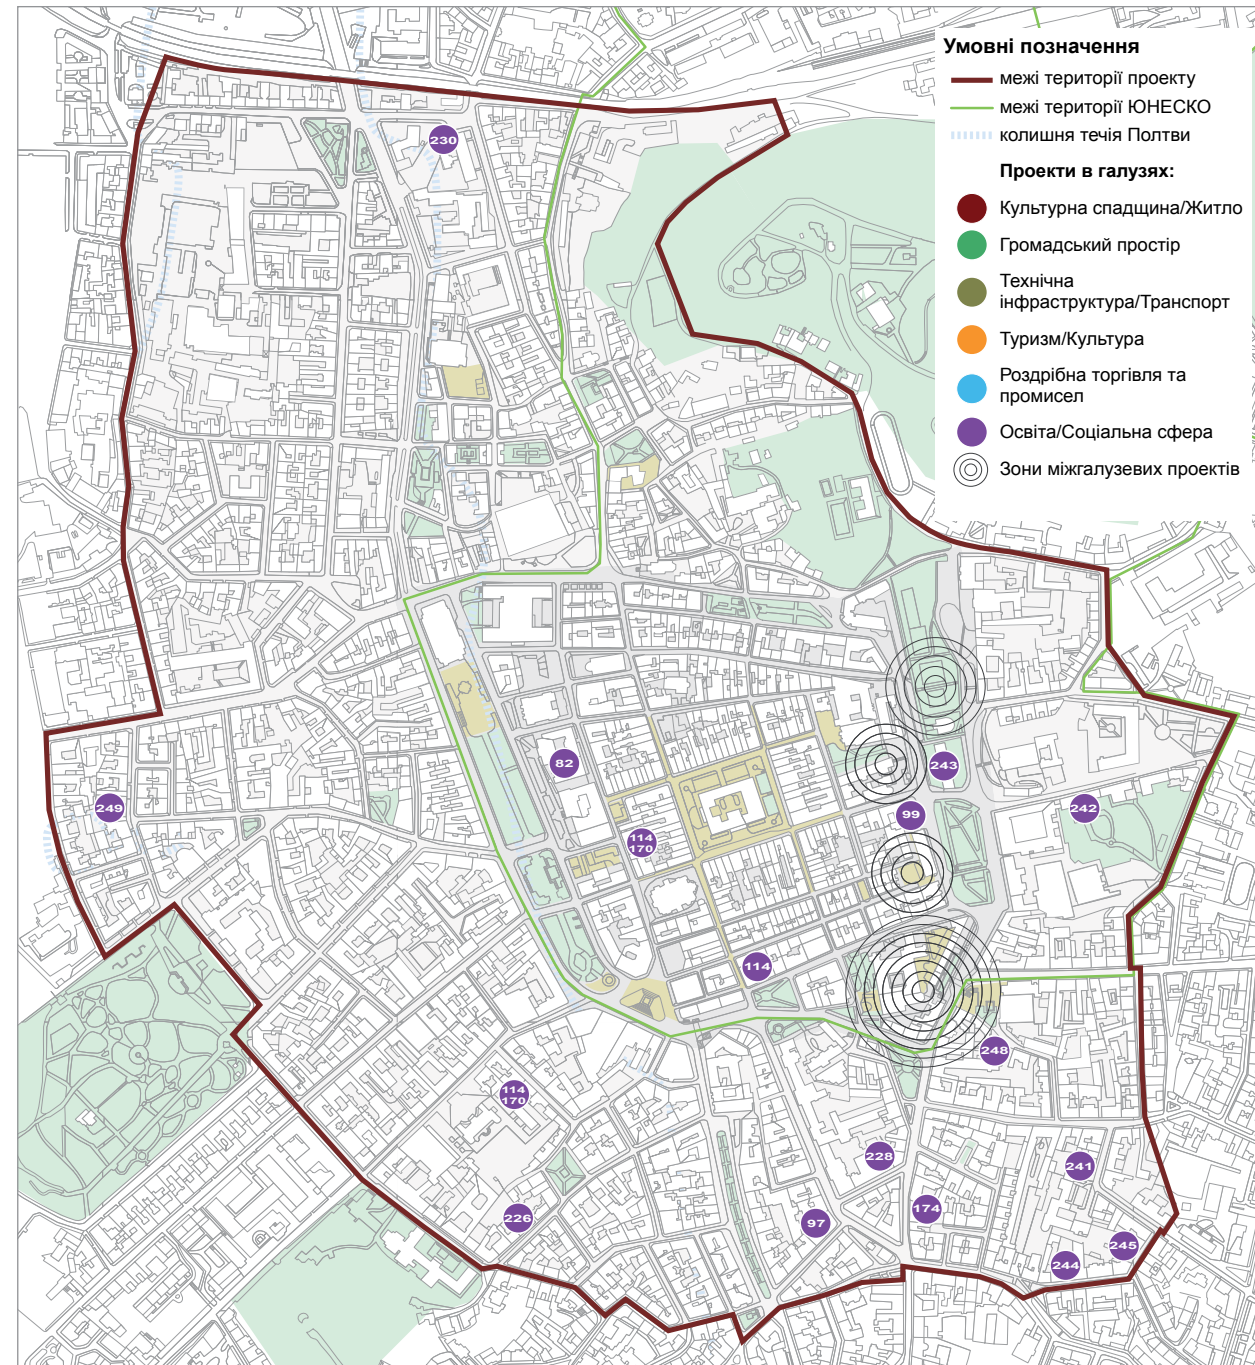 Умовні позначення
межі території проекту
межі території ЮНЕСКО
колишня течія Полтви
Проекти в галузях:
Культурна спадщина/Житло
Громадський простір
Технічна
інфраструктура/Транспорт
Туризм/Культура
Роздрібна торгівля та
промисел
Освіта/Соціальна сфера
Зони міжгалузевих проектів
230
82
243
249
99
242
114
170
114
248
114
170
228
241
174
226
97
245
244